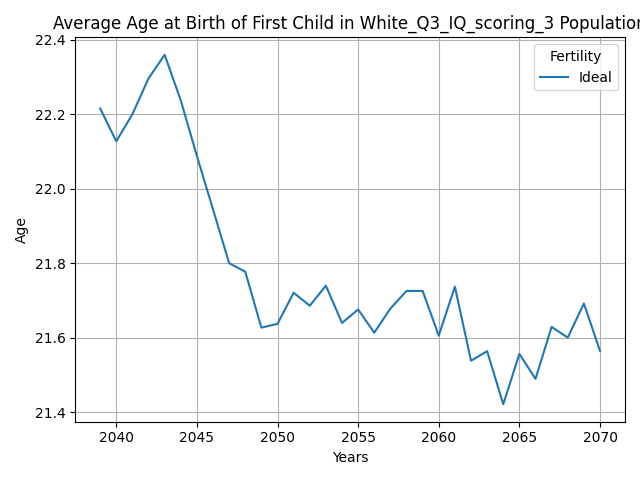 Average Age at Birth of First Child in White_Q3_IQ_scoring_3 Population
22.4
22.2
22.0
21.8
21.6
21.4
Age
Fertility
Ideal
2040 2045 2050 2055 2060 2065 2070
Years